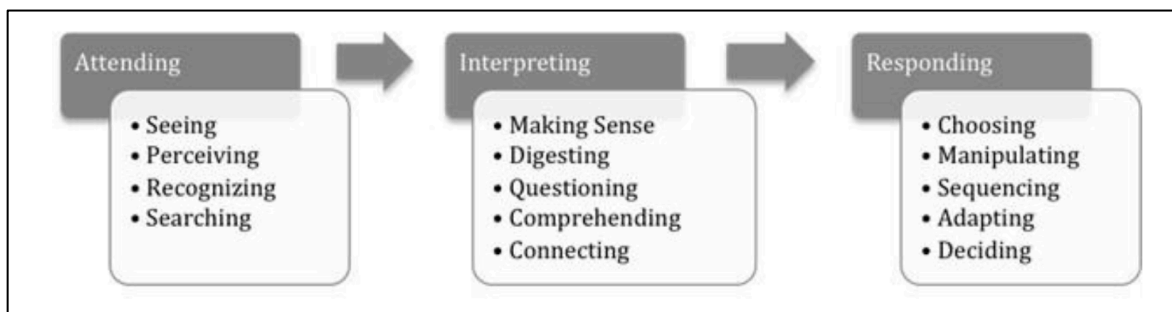 Attending
• Seeing
• Perceiving
• Recognizing
• Searching
Interpreting
• Making Sense
• Digesting
• Questioning
• Comprehending
• Connecting
Responding
• Choosing
• Manipulating
• Sequencing
• Adapting
• Deciding